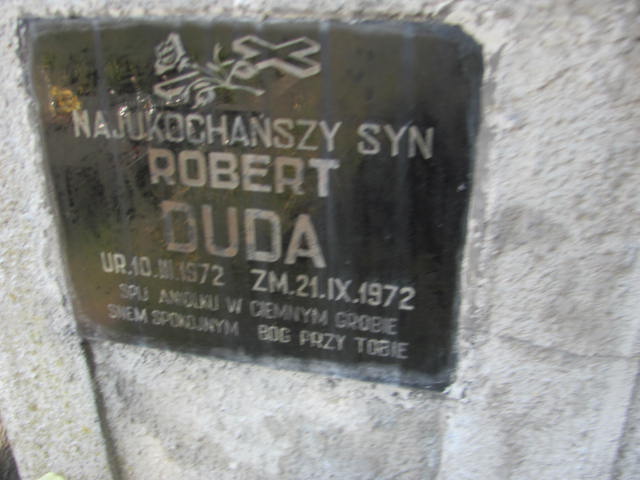 NAJUKOCHAŃSZY SYN
ROBERT
DUDA
UR.10.III.1972 ZM.21.IX.1972
SPIJ ANIOŁKU W CIEMNYM GROBIE
SNEM SPOKOJNYM BÓG PRZY TOBIE